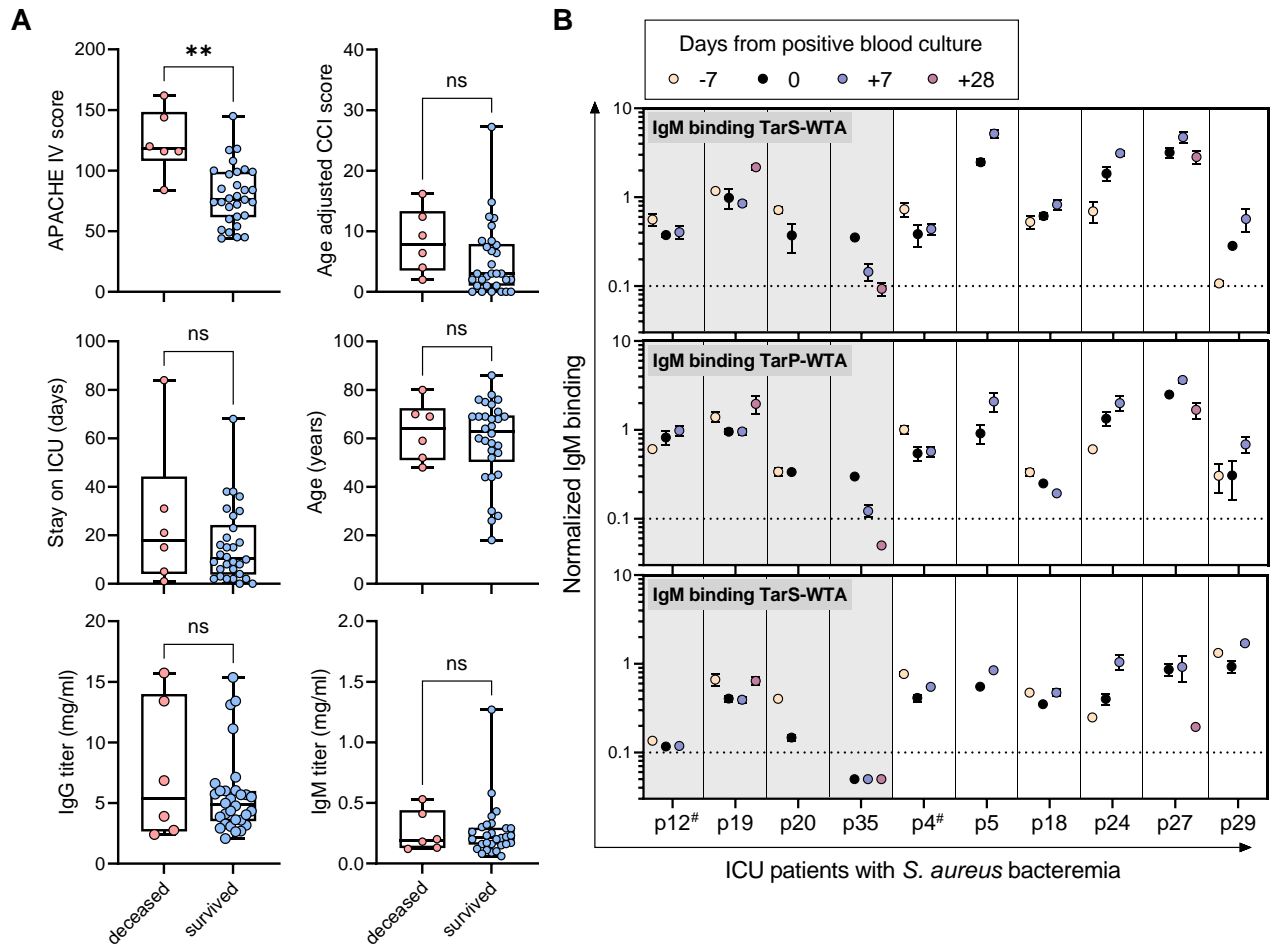 A
200
150
100
50
0
APACHE IV score
**
40
30
20
10
0
Age adjusted CCI score
ns
100
80
60
40
20
0
Stay on ICU (days)
ns
100
80
60
40
20
0
Age (years)
ns
20
15
10
5
0
IgG titer (mg/ml)
ns
deceased
survived
2.0
1.5
1.0
0.5
0.0
IgM titer (mg/ml)
ns
deceased
survived
B
Days from positive blood culture
-7 0 +7 +28
Normalized IgM binding
10
1
0.1
IgM binding TarS-WTA
10
1
0.1
IgM binding TarP-WTA
10
1
0.1
IgM binding TarS-WTA
p12# p19 p20 p35 p4# p5 p18 p24 p27 p29
ICU patients with S. aureus bacteremia